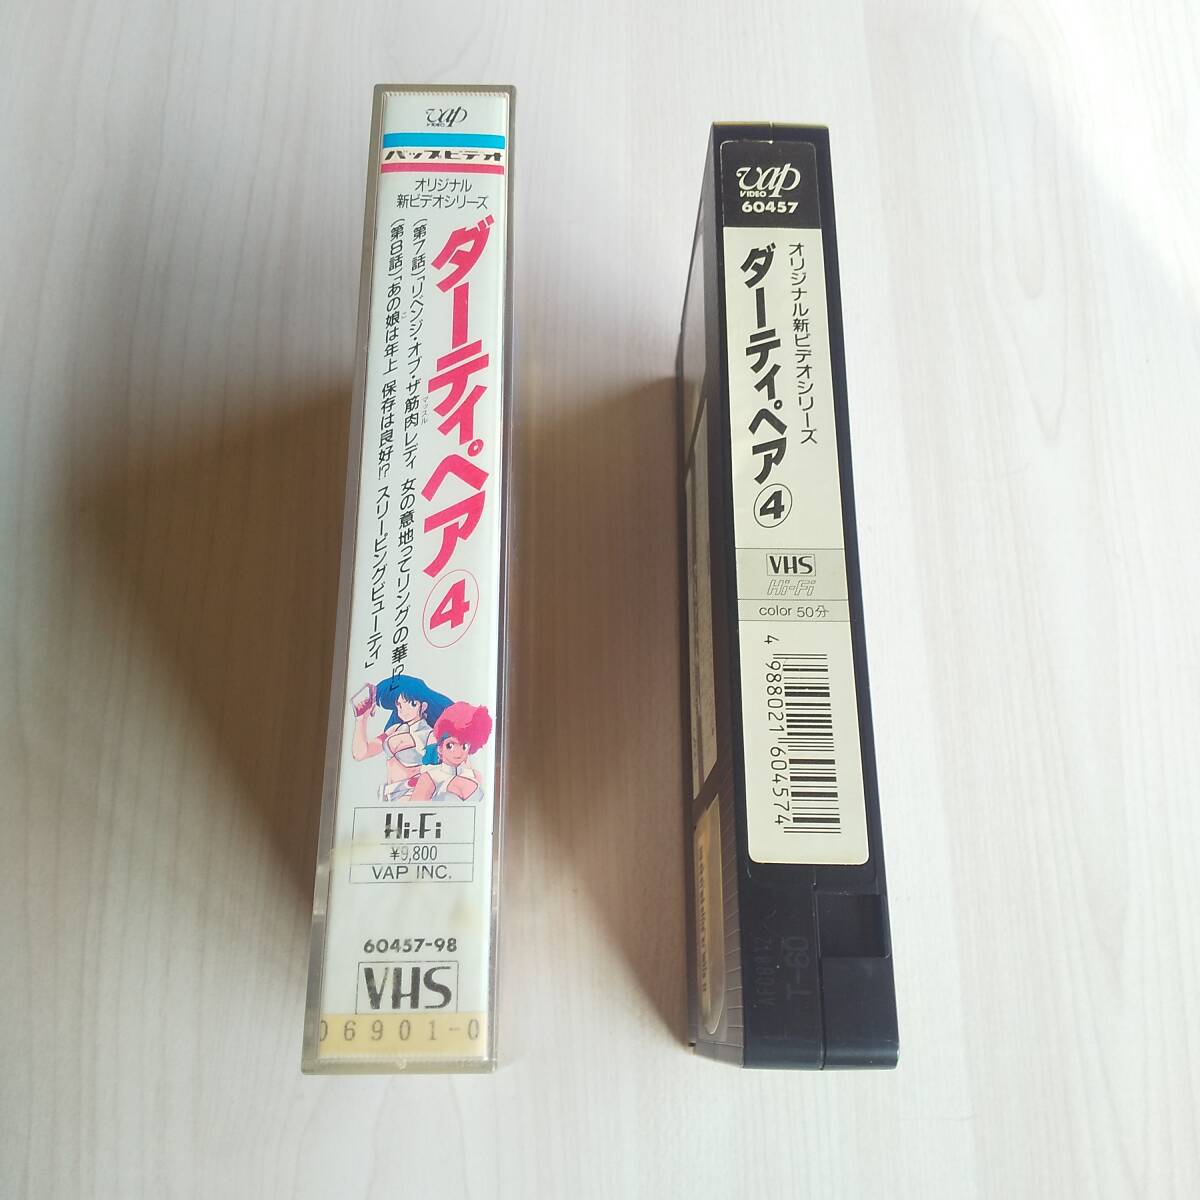 vap
VIDEO
バップビデオ
オリジナル
新ビデオシリーズ
ダーティペア④
(第7話)「リベンジ・オブ・ザ筋肉レディ 女の意地ってリングの華!?」
マッスル
(第8話)「あの娘は年上 保存は良好!? スリーピングビューティ」
こ
Hi-Fi
¥9,800
VAP INC.
60457-98
VHS
06901-0
vap
VIDEO
60457
オリジナル新ビデオシリーズ
ダーティペア④
VHS
Hi-Fi
color 50分
4 988021 604574
T-60